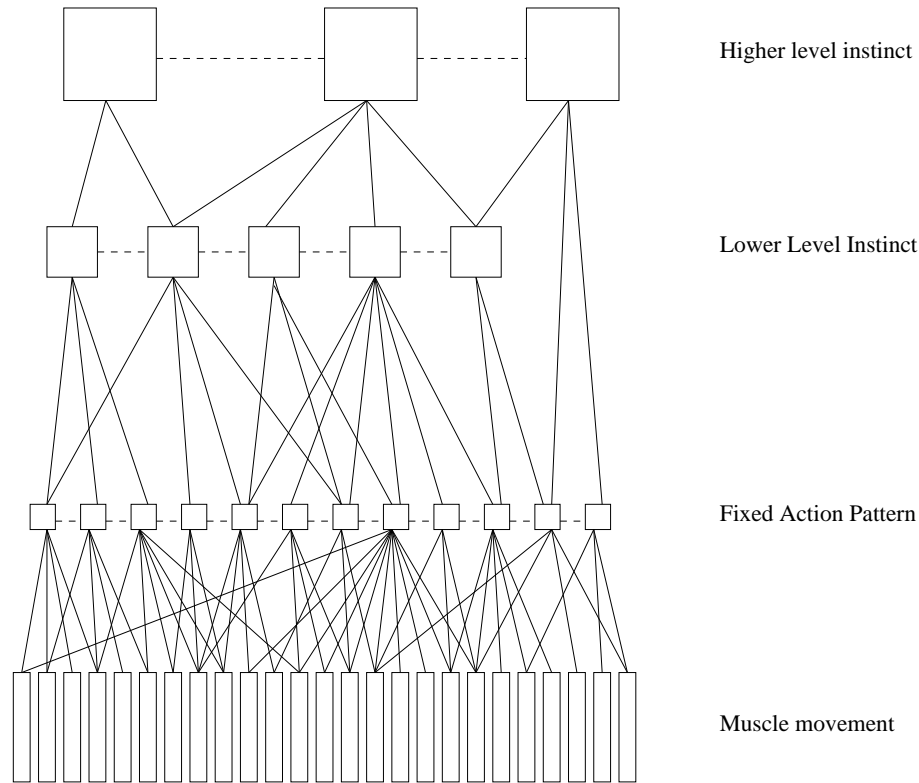 Higher level instinct
Lower Level Instinct
Fixed Action Pattern
Muscle movement